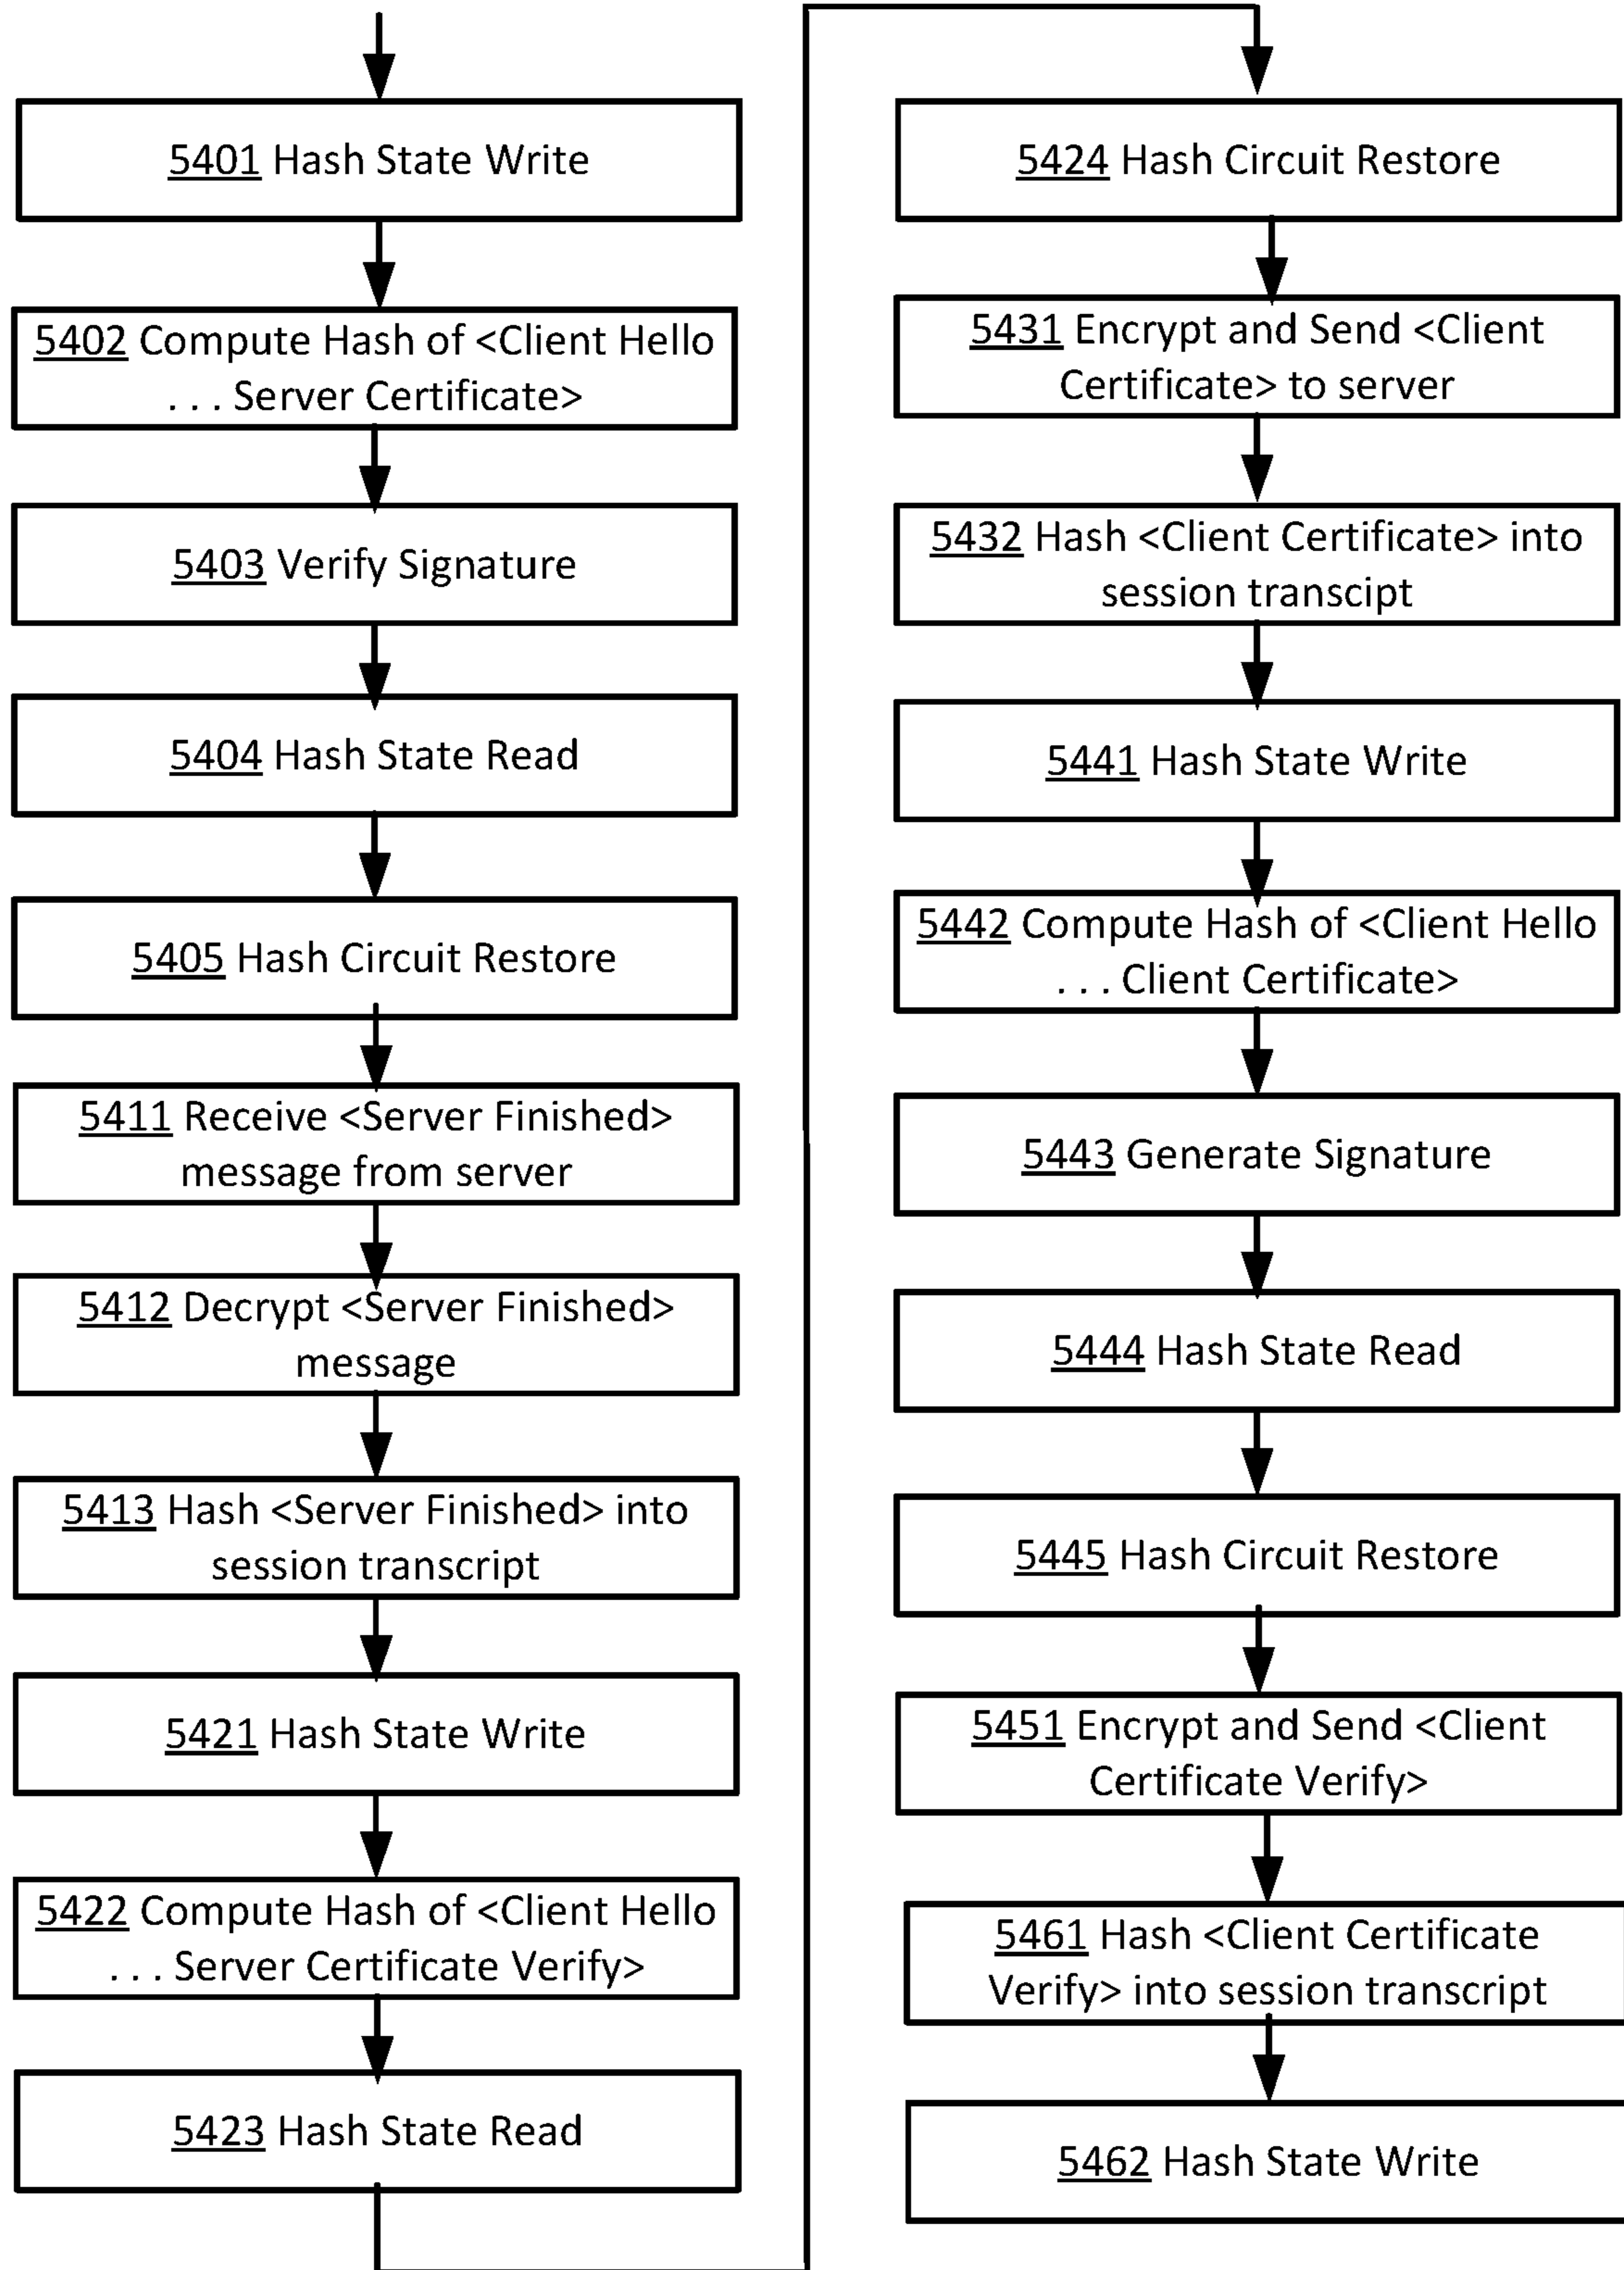 5401 Hash State Write
5402 Compute Hash of <Client Hello
. . . Server Certificate>
5403 Verify Signature
5404 Hash State Read
5405 Hash Circuit Restore
5411 Receive <Server Finished>
message from server
5412 Decrypt <Server Finished>
message
5413 Hash <Server Finished> into
session transcript
5421 Hash State Write
5422 Compute Hash of <Client Hello
. . . Server Certificate Verify>
5423 Hash State Read
5424 Hash Circuit Restore
5431 Encrypt and Send <Client
Certificate> to server
5432 Hash <Client Certificate> into
session transcipt
5441 Hash State Write
5442 Compute Hash of <Client Hello
. . . Client Certificate>
5443 Generate Signature
5444 Hash State Read
5445 Hash Circuit Restore
5451 Encrypt and Send <Client
Certificate Verify>
5461 Hash <Client Certificate
Verify> into session transcript
5462 Hash State Write